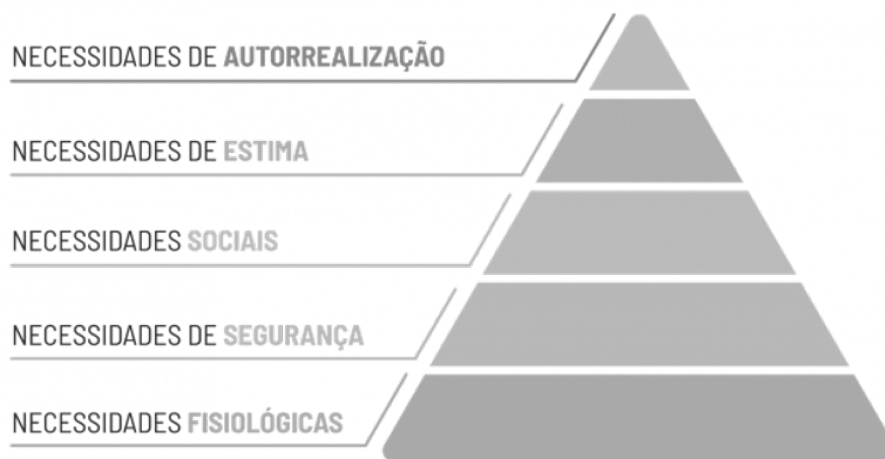 NECESSIDADES DE AUTORREALIZAÇÃO
NECESSIDADES DE ESTIMA
NECESSIDADES SOCIAIS
NECESSIDADES DE SEGURANÇA
NECESSIDADES FISIOLÓGICAS